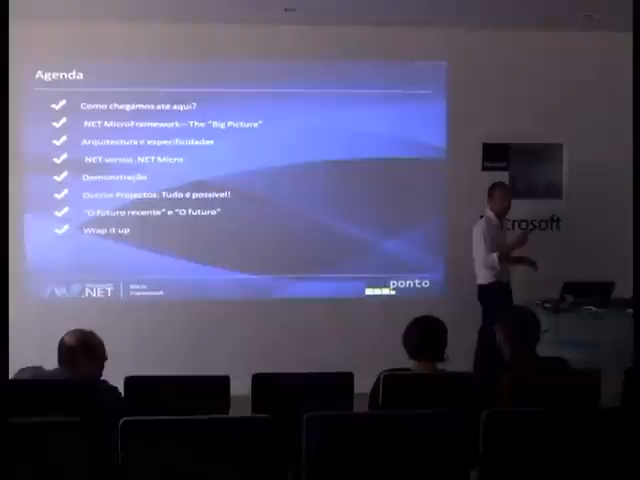 Agenda
Como chegámos até aqui?
.NET MicroFramework – The "Big Picture"
Arquitectura e especificidades
.NET versus .NET Micro
Demonstração
Outros Projectos: Tudo é possível!
"O futuro recente" e "O futuro"
Wrap it up
.NET
ponto
crosoft